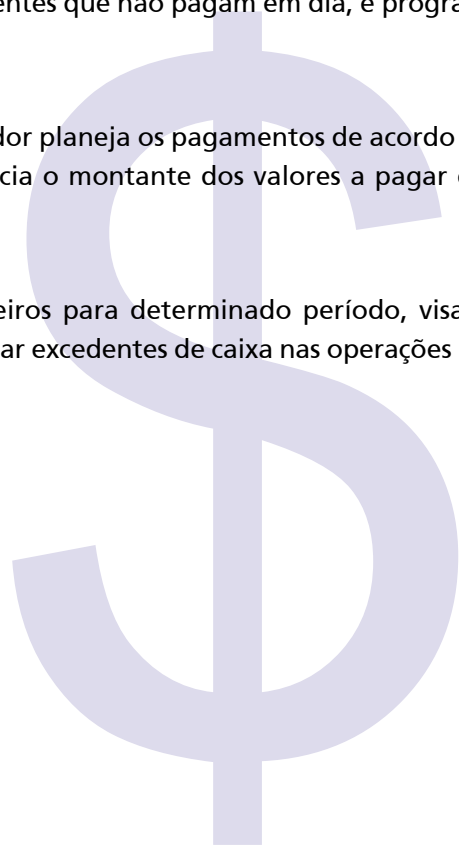 entes que não pagam em dia, e progra
dor planeja os pagamentos de acordo
cia o montante dos valores a pagar
eiros para determinado período, visa
ar excedentes de caixa nas operações